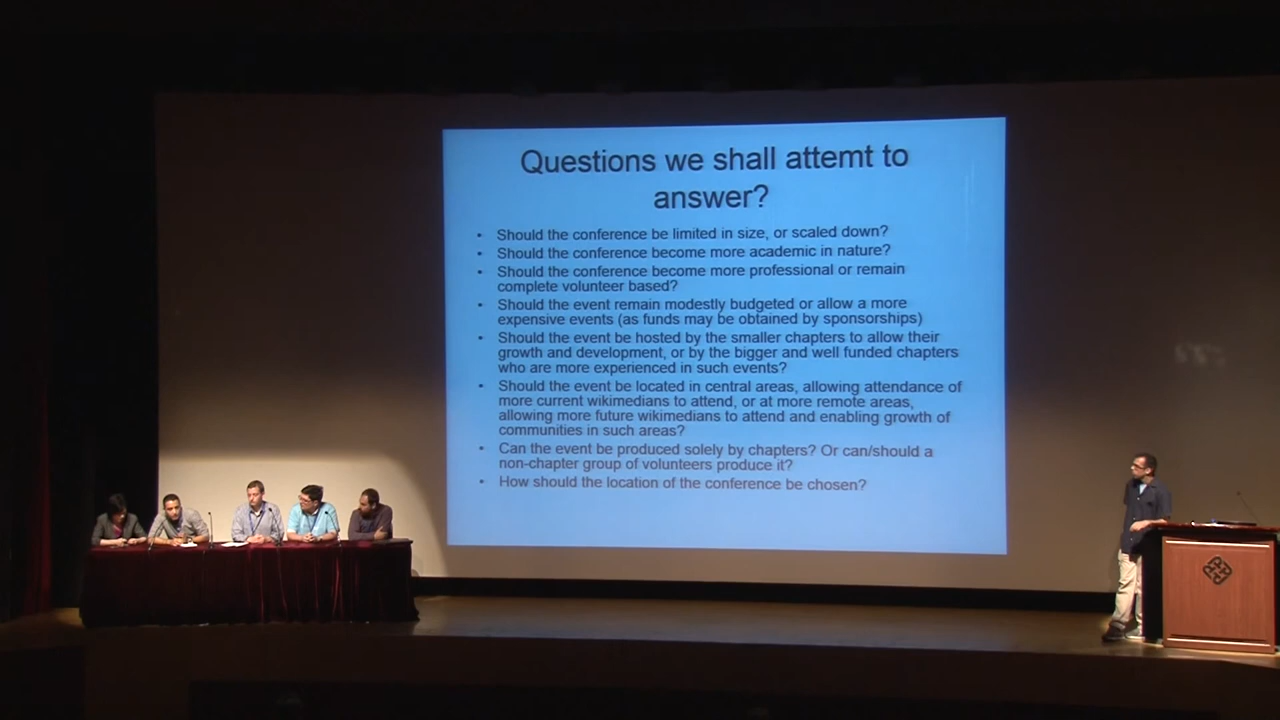 Questions we shall attemt to
answer?
• Should the conference be limited in size, or scaled down?
• Should the conference become more academic in nature?
• Should the conference become more professional or remain
complete volunteer based?
• Should the event remain modestly budgeted or allow a more
expensive events (as funds may be obtained by sponsorships)
• Should the event be hosted by the smaller chapters to allow their
growth and development, or by the bigger and well funded chapters
who are more experienced in such events?
• Should the event be located in central areas, allowing attendance of
more current wikimedians to attend, or at more remote areas,
allowing more future wikimedians to attend and enabling growth of
communities in such areas?
• Can the event be produced solely by chapters? Or can/should a
non-chapter group of volunteers produce it?
• How should the location of the conference be chosen?